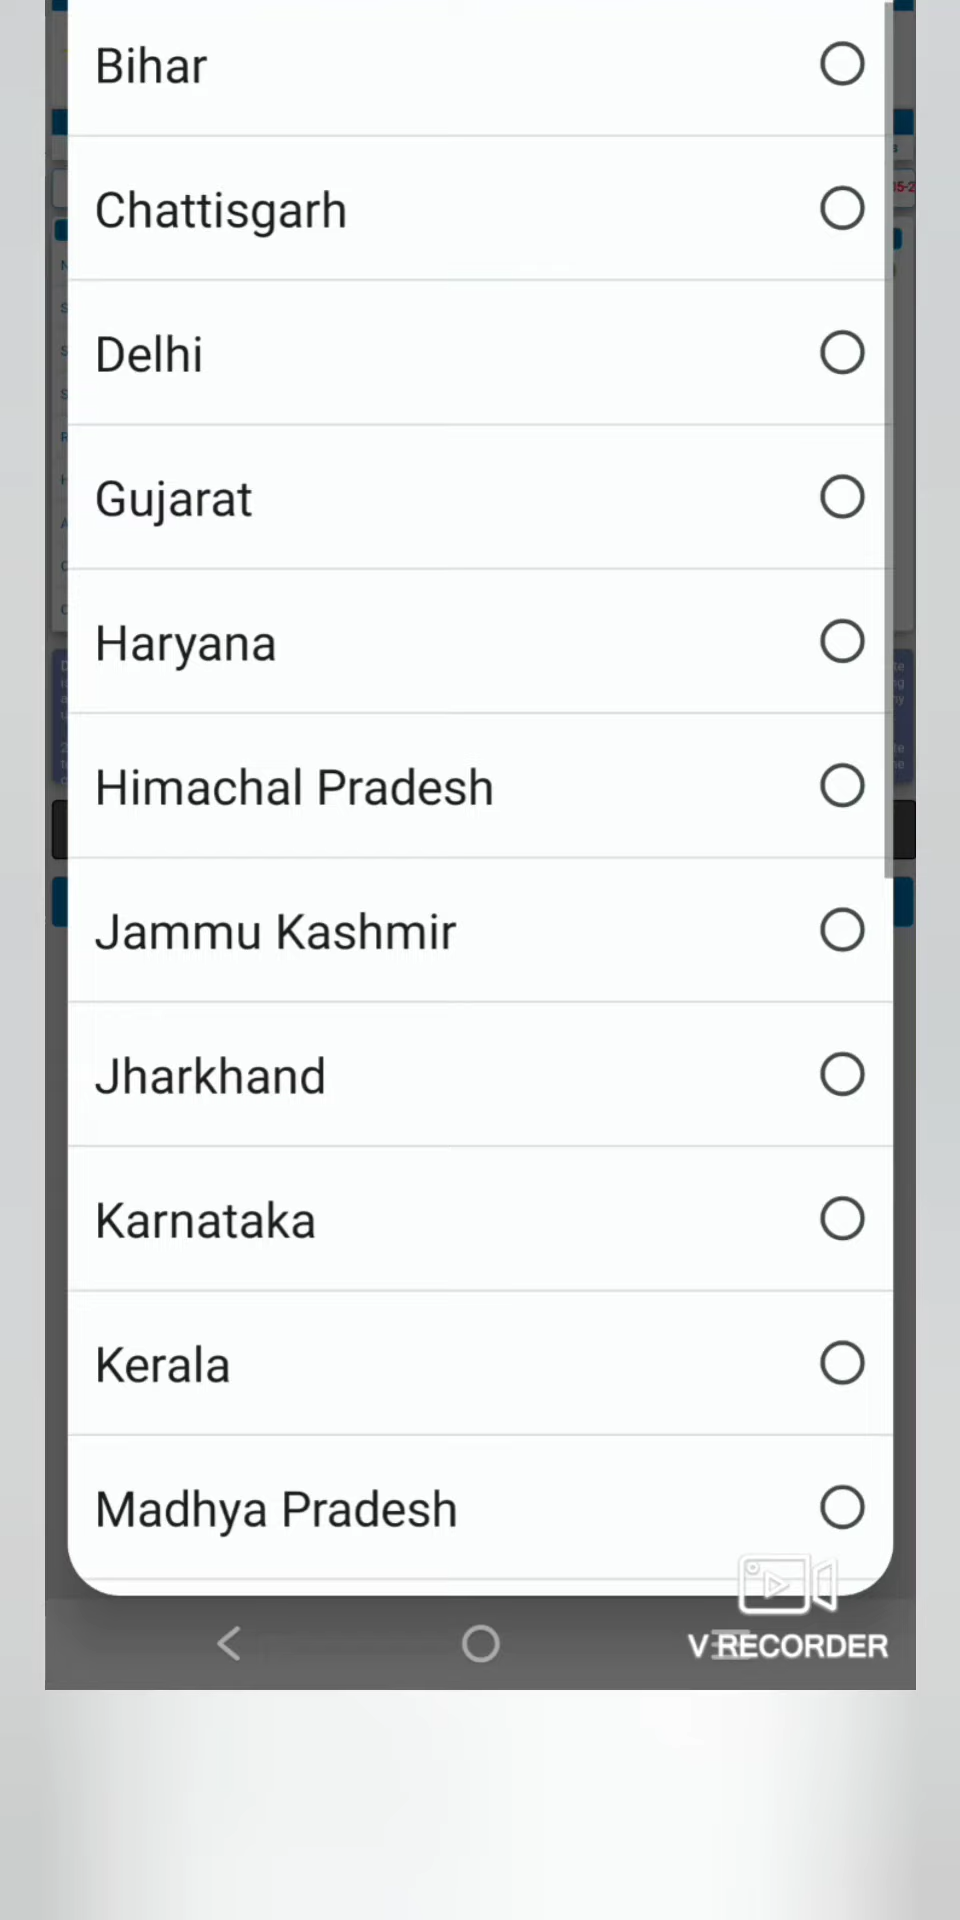 Bihar
Chattisgarh
Delhi
Gujarat
Haryana
Himachal Pradesh
Jammu Kashmir
Jharkhand
Karnataka
Kerala
Madhya Pradesh
V RECORDER